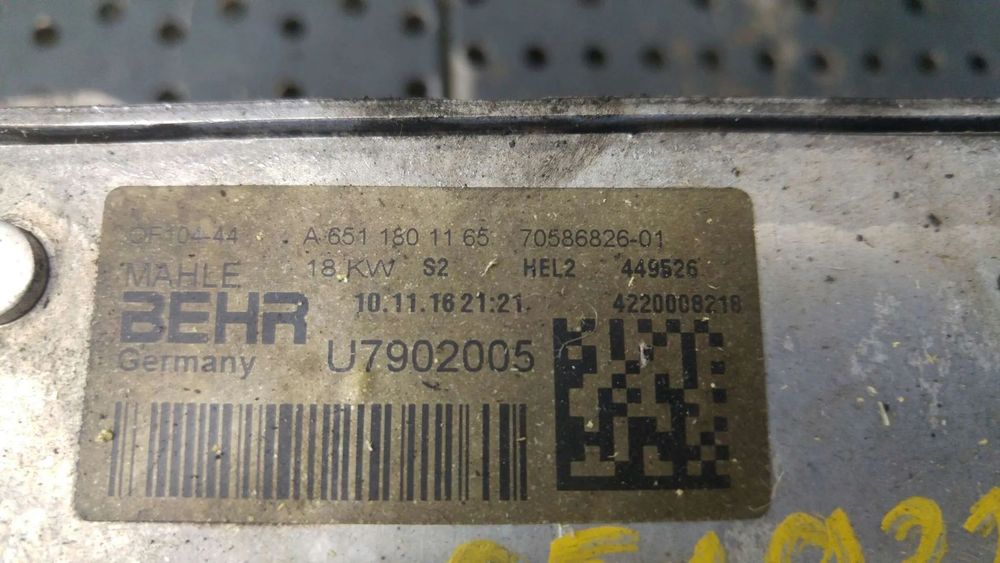 OF104-44 A 651 180 11 65 70586826-01
MAHLE 18 KW S2 HEL2 449526
BEHR 10.11.16 21:21 4220008218
Germany U7902005